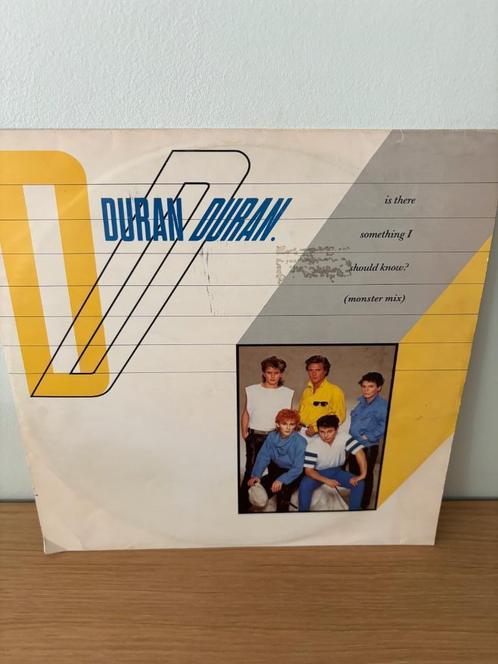 DURAN DURAN.
is there
something I
should know?
(monster mix)